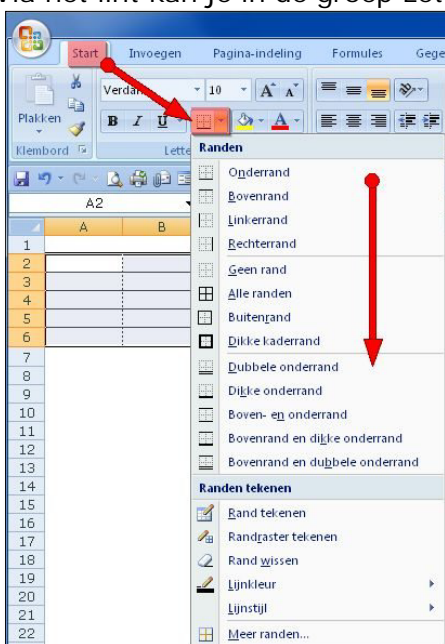 via het lint kan je in de groep Let
Start Invoegen Pagina-indeling Formules Gege
Verda 10 A A
Plakken B I U A
Klembord Lette
A2
A B
Randen
Onderrand
Bovenrand
Linkerrand
Rechterrand
Geen rand
Alle randen
Buitenrand
Dikke kaderrand
Dubbele onderrand
Dikke onderrand
Boven- en onderrand
Bovenrand en dikke onderrand
Bovenrand en dubbele onderrand
Randen tekenen
Rand tekenen
Randraster tekenen
Rand wissen
Lijnkleur
Lijnstijl
Meer randen...
1
2
3
4
5
6
7
8
9
10
11
12
13
14
15
16
17
18
19
20
21
22